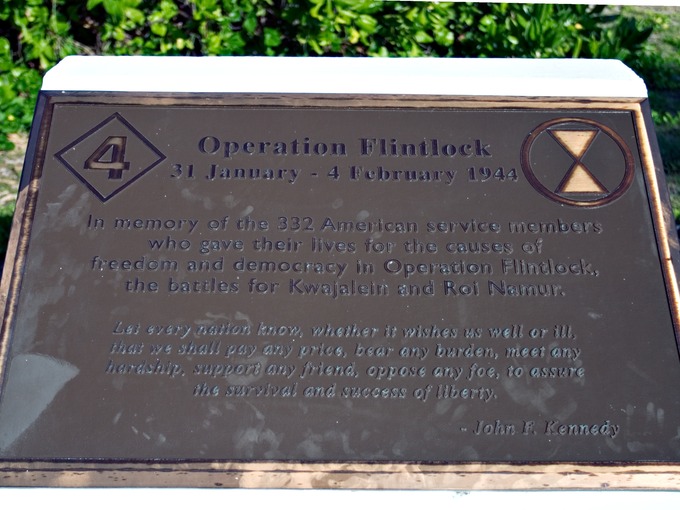 4
Operation Flintlock
31 January - 4 February 1944
In memory of the 332 American service members
who gave their lives for the causes of
freedom and democracy in Operation Flintlock,
the battles for Kwajalein and Roi Namur.
Let every nation know, whether it wishes us well or ill,
that we shall pay any price, bear any burden, meet any
hardship, support any friend, oppose any foe, to assure
the survival and success of liberty.
- John F. Kennedy